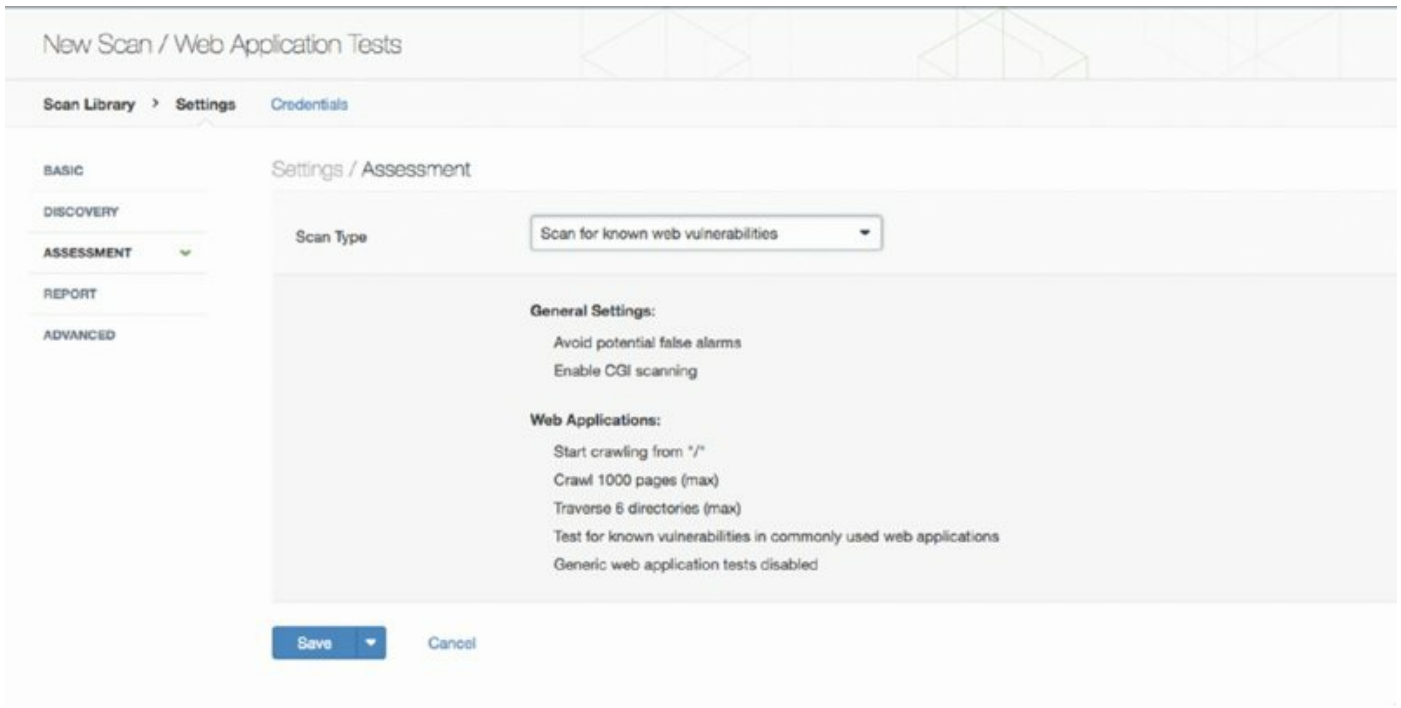 New Scan / Web Application Tests
Scan Library > Settings Credentials
BASIC
DISCOVERY
ASSESSMENT
REPORT
ADVANCED
Settings / Assessment
Scan Type Scan for known web vulnerabilities
General Settings:
Avoid potential false alarms
Enable CGI scanning
Web Applications:
Start crawling from "/"
Crawl 1000 pages (max)
Traverse 6 directories (max)
Test for known vulnerabilities in commonly used web applications
Generic web application tests disabled
Save Cancel